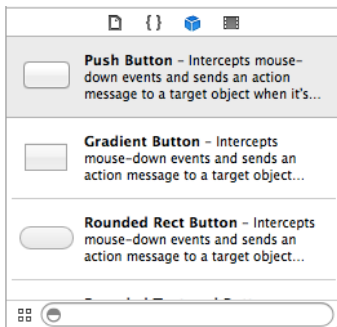 Push Button – Intercepts mouse-
down events and sends an action
message to a target object when it's...
Gradient Button – Intercepts
mouse-down events and sends an
action message to a target object...
Rounded Rect Button – Intercepts
mouse-down events and sends an
action message to a target object...